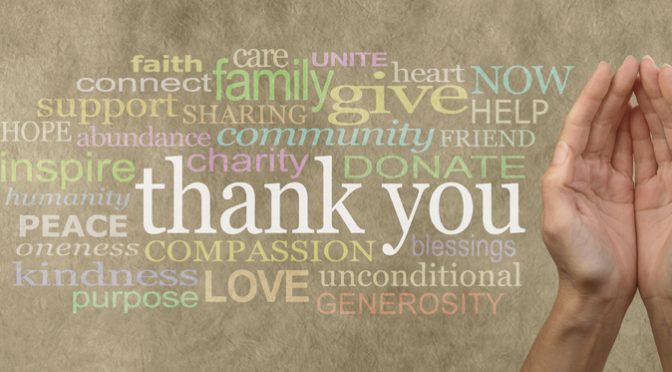 care UNITE
faith
connect family heart NOW
support SHARING give HELP
HOPE abundance community FRIEND
inspire charity DONATE
humanity thank you
PEACE
oneness COMPASSION blessings
kindness LOVE unconditional
purpose GENEROSITY